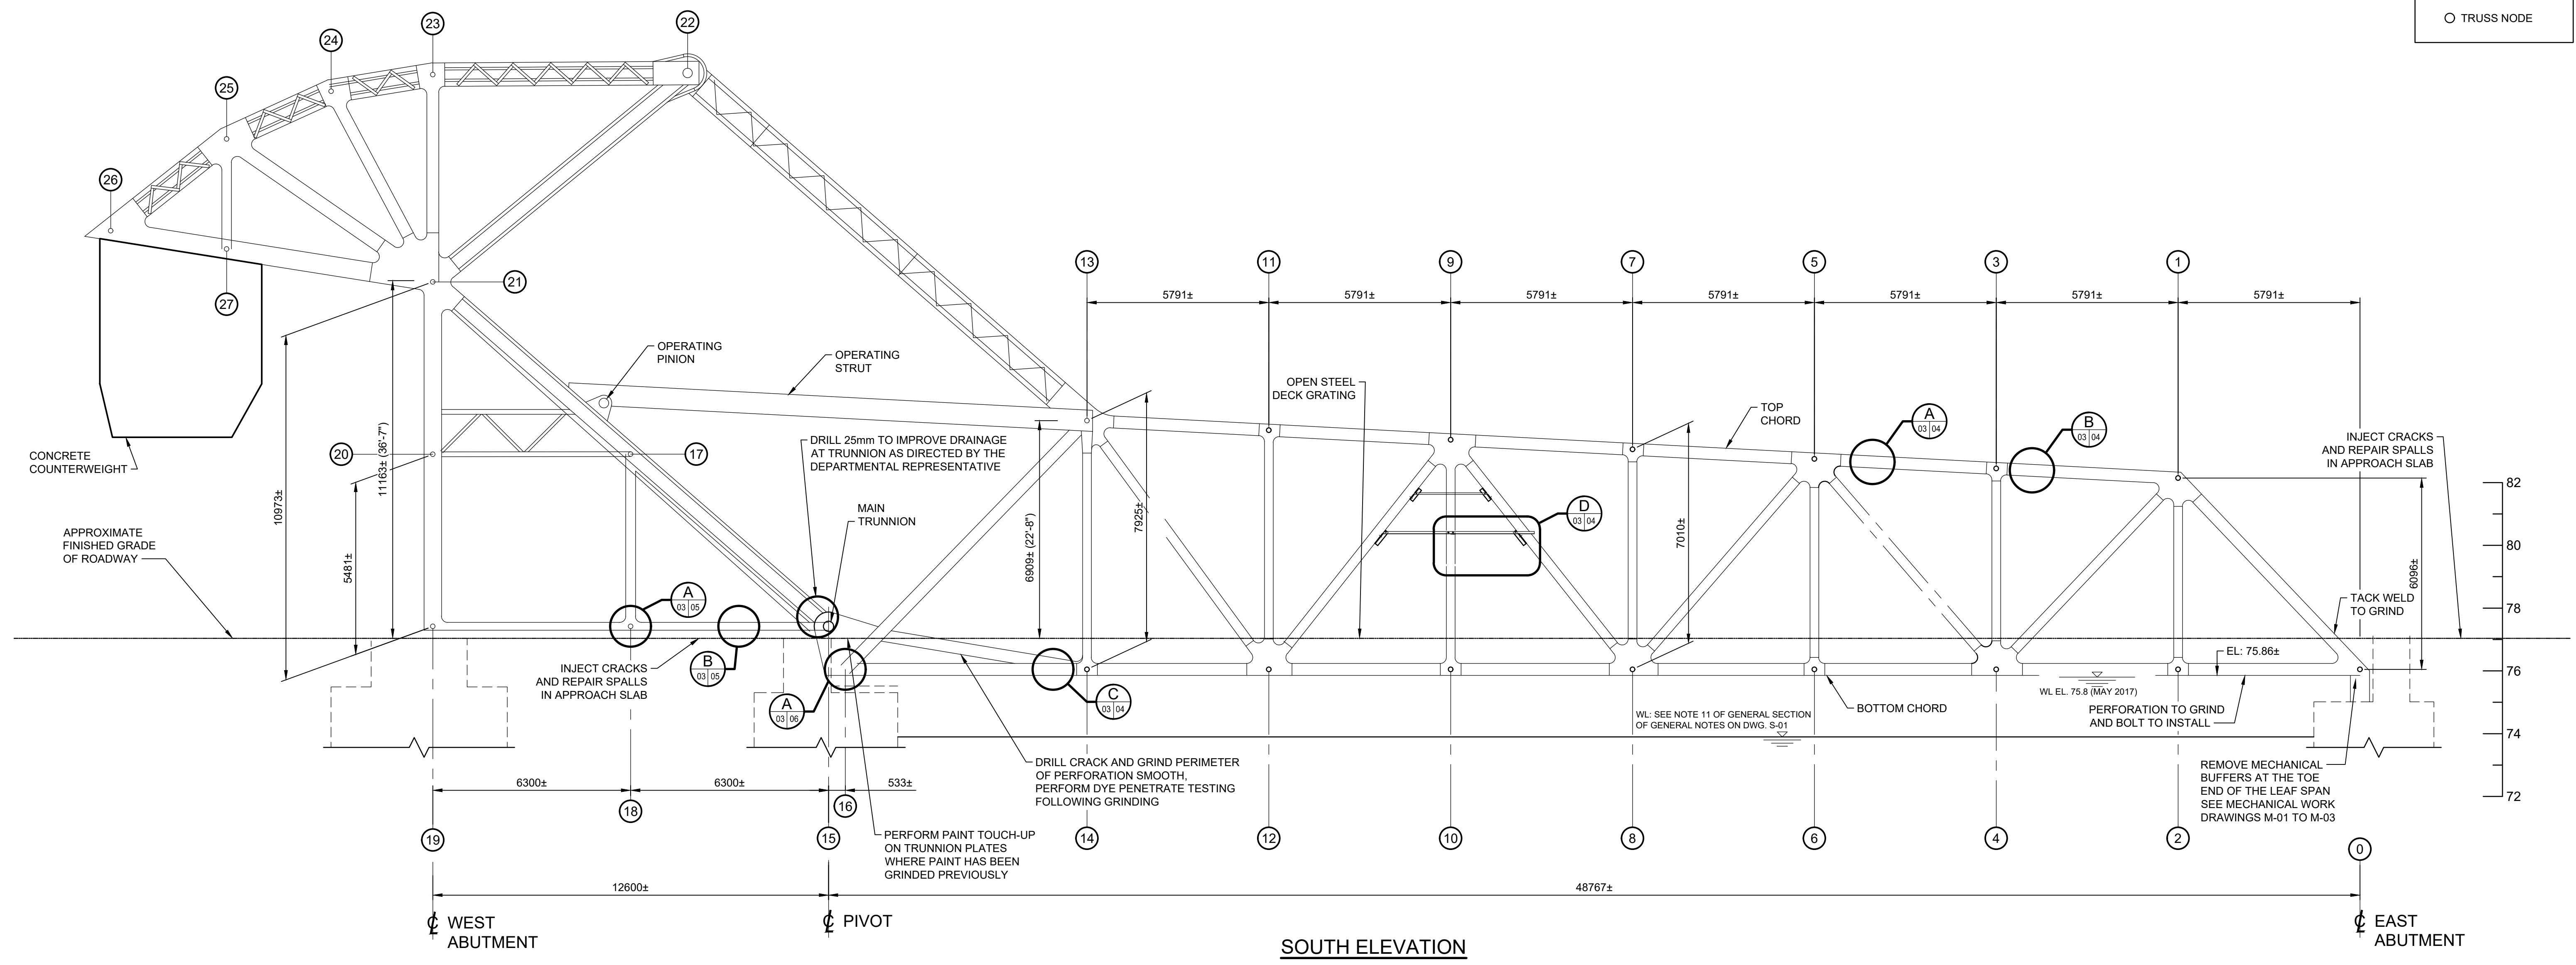 TRUSS NODE
23
22
24
25
26
27
21
13
11
9
7
5
3
1
5791±
5791±
5791±
5791±
5791±
5791±
5791±
OPERATING
PINION
OPERATING
STRUT
OPEN STEEL
DECK GRATING
TOP
CHORD
A
03 04
B
03 04
INJECT CRACKS
AND REPAIR SPALLS
IN APPROACH SLAB
CONCRETE
COUNTERWEIGHT
20
17
DRILL 25mm TO IMPROVE DRAINAGE
AT TRUNNION AS DIRECTED BY THE
DEPARTMENTAL REPRESENTATIVE
MAIN
TRUNNION
10973±
11163± (36'-7")
5481±
6909± (22'-8")
7925±
7010±
6096±
D
03 04
82
80
78
76
74
72
APPROXIMATE
FINISHED GRADE
OF ROADWAY
A
03 05
B
03 05
INJECT CRACKS
AND REPAIR SPALLS
IN APPROACH SLAB
A
03 06
C
03 04
TACK WELD
TO GRIND
EL: 75.86±
WL EL. 75.8 (MAY 2017)
WL: SEE NOTE 11 OF GENERAL SECTION
OF GENERAL NOTES ON DWG. S-01
BOTTOM CHORD
PERFORATION TO GRIND
AND BOLT TO INSTALL
DRILL CRACK AND GRIND PERIMETER
OF PERFORATION SMOOTH,
PERFORM DYE PENETRATE TESTING
FOLLOWING GRINDING
REMOVE MECHANICAL
BUFFERS AT THE TOE
END OF THE LEAF SPAN
SEE MECHANICAL WORK
DRAWINGS M-01 TO M-03
6300±
6300±
533±
18
16
19
15
14
12
10
8
6
4
2
0
PERFORM PAINT TOUCH-UP
ON TRUNNION PLATES
WHERE PAINT HAS BEEN
GRINDED PREVIOUSLY
12600±
48767±
℄ WEST
ABUTMENT
℄ PIVOT
℄ EAST
ABUTMENT
SOUTH ELEVATION